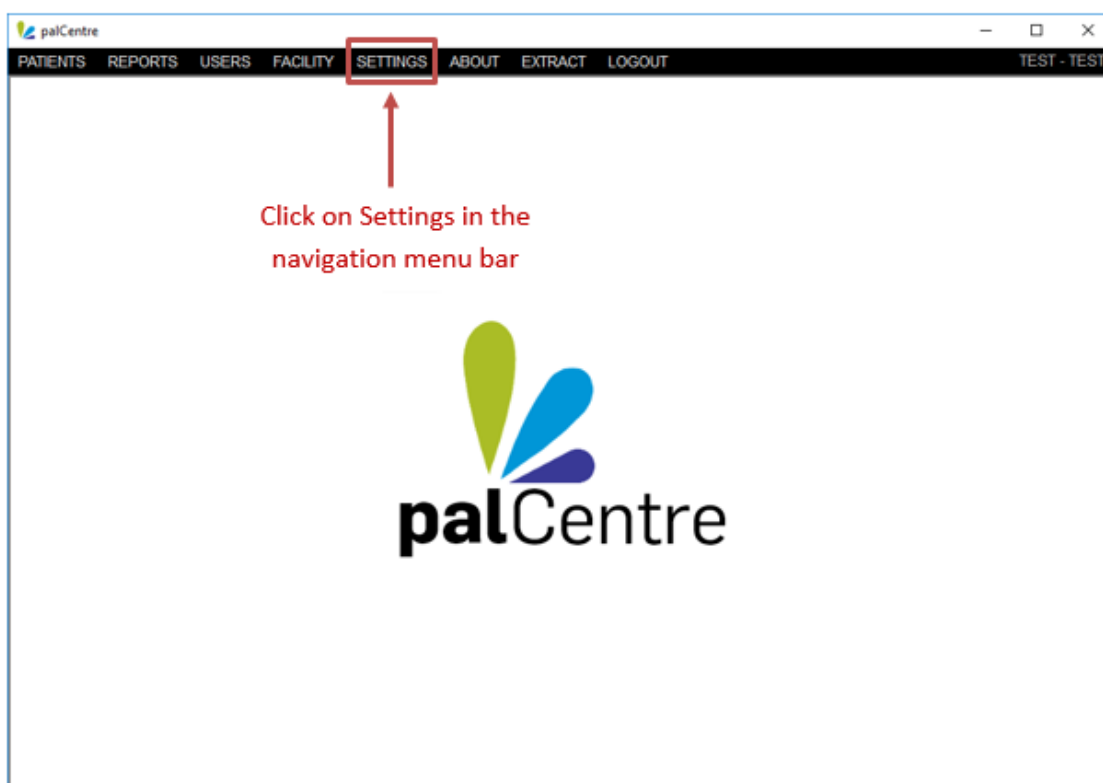 palCentre
PATIENTS REPORTS USERS FACILITY SETTINGS ABOUT EXTRACT LOGOUT TEST - TEST
Click on Settings in the
navigation menu bar
palCentre